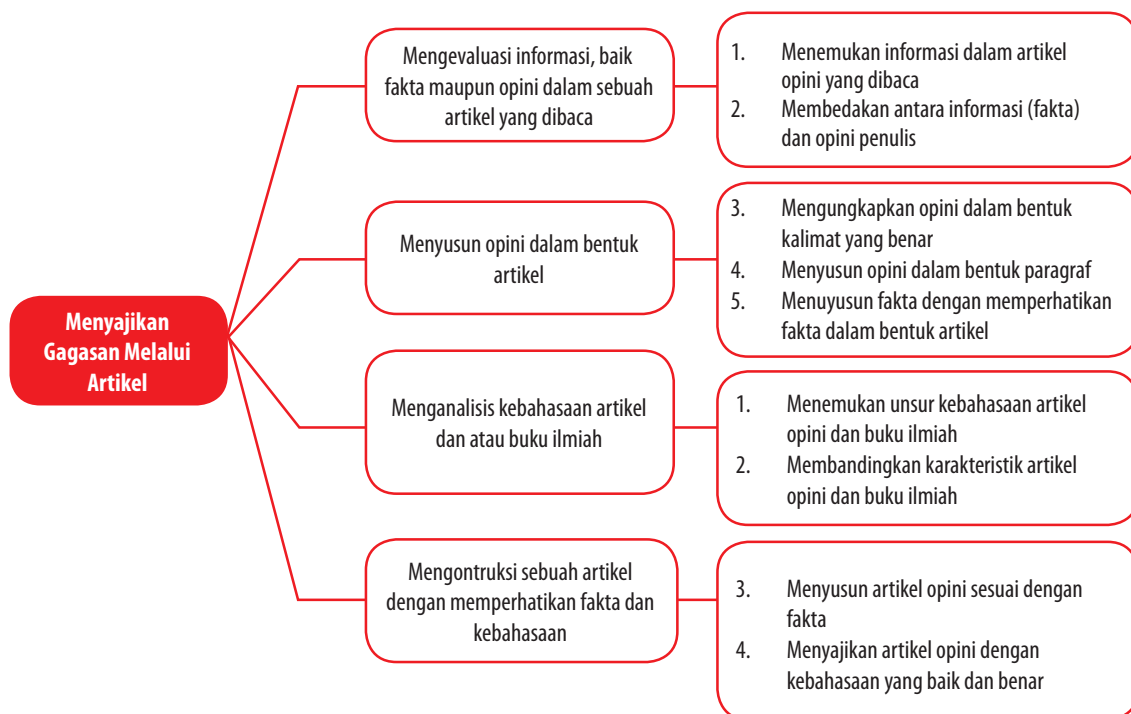 Menyajikan
Gagasan Melalui
Artikel
Mengevaluasi informasi, baik
fakta maupun opini dalam sebuah
artikel yang dibaca
1. Menemukan informasi dalam artikel
opini yang dibaca
2. Membedakan antara informasi (fakta)
dan opini penulis
Menyusun opini dalam bentuk
artikel
3. Mengungkapkan opini dalam bentuk
kalimat yang benar
4. Menyusun opini dalam bentuk paragraf
5. Menuyusun fakta dengan memperhatikan
fakta dalam bentuk artikel
Menganalisis kebahasaan artikel
dan atau buku ilmiah
1. Menemukan unsur kebahasaan artikel
opini dan buku ilmiah
2. Membandingkan karakteristik artikel
opini dan buku ilmiah
Mengontruksi sebuah artikel
dengan memperhatikan fakta dan
kebahasaan
3. Menyusun artikel opini sesuai dengan
fakta
4. Menyajikan artikel opini dengan
kebahasaan yang baik dan benar